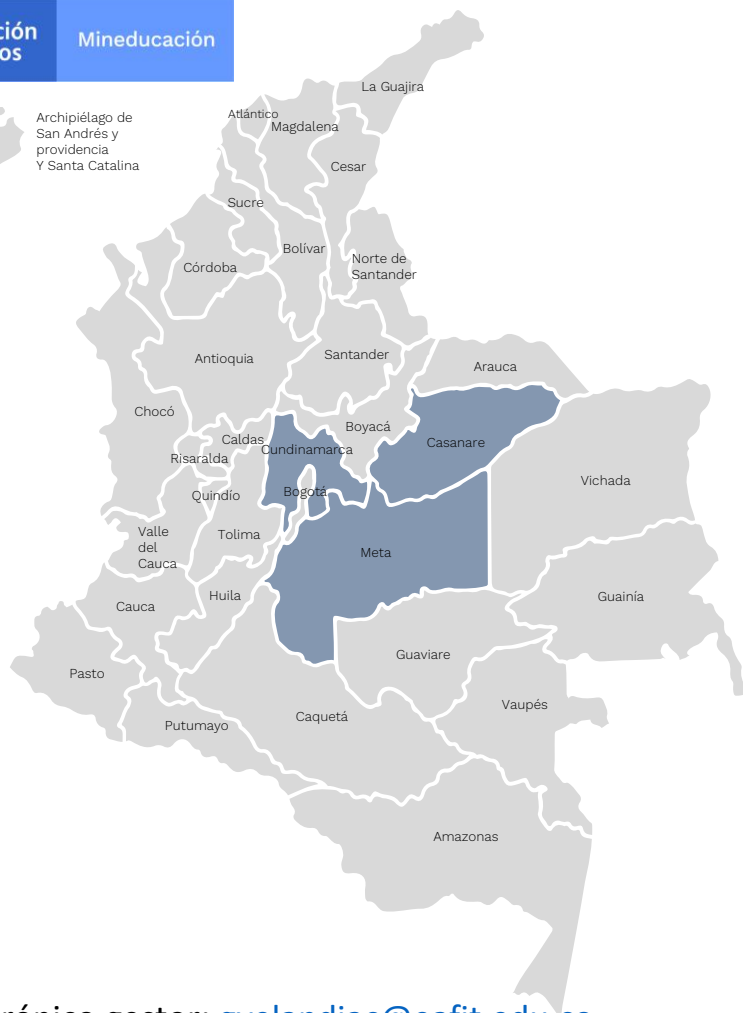 Mineducación
La Guajira
Archipiélago de
San Andrés y
providencia
Y Santa Catalina
Atlántico
Magdalena
Cesar
Sucre
Bolívar
Norte de
Santander
Córdoba
Santander
Antioquia
Arauca
Chocó
Boyacá
Caldas
Cundinamarca
Casanare
Risaralda
Vichada
Quindío
Bogotá
Tolima
Valle
del
Cauca
Meta
Huila
Cauca
Guainía
Guaviare
Pasto
Vaupés
Caquetá
Putumayo
Amazonas